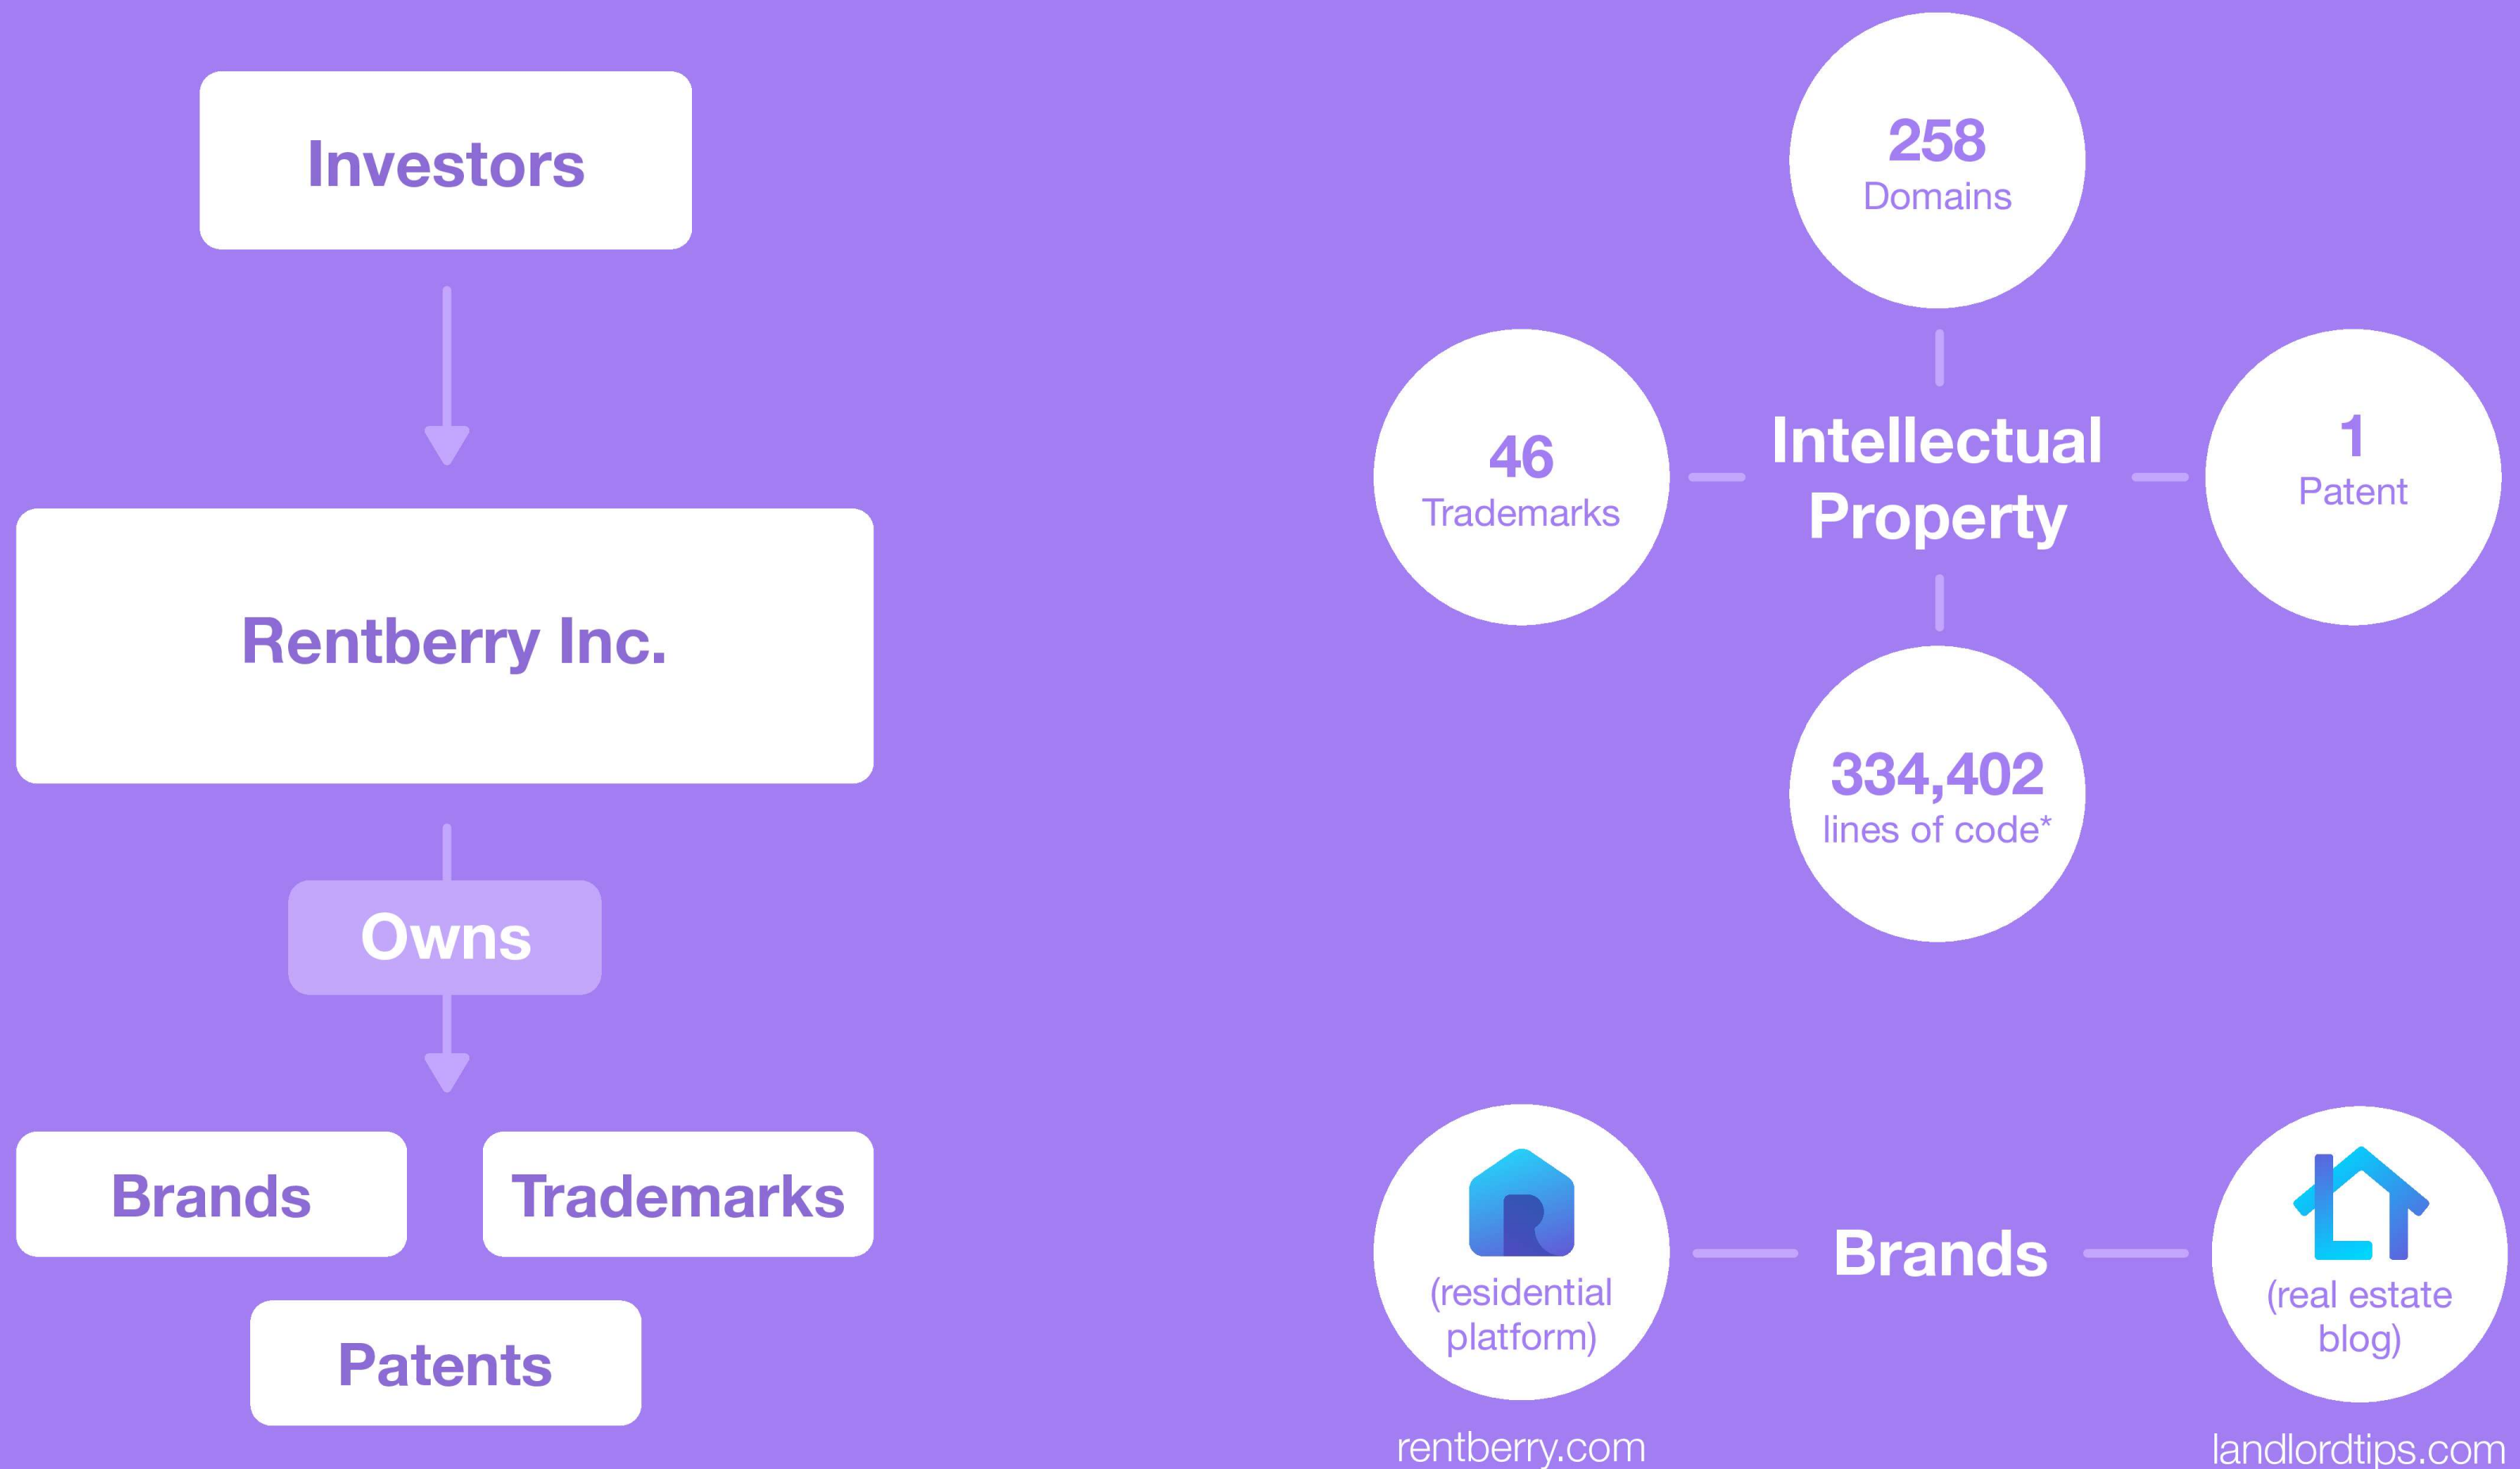 Investors
Rentberry Inc.
Owns
Brands
Trademarks
Patents
258
Domains
46
Trademarks
Intellectual
Property
1
Patent
334,402
lines of code*
(residential
platform)
rentberry.com
Brands
(real estate
blog)
landlordtips.com